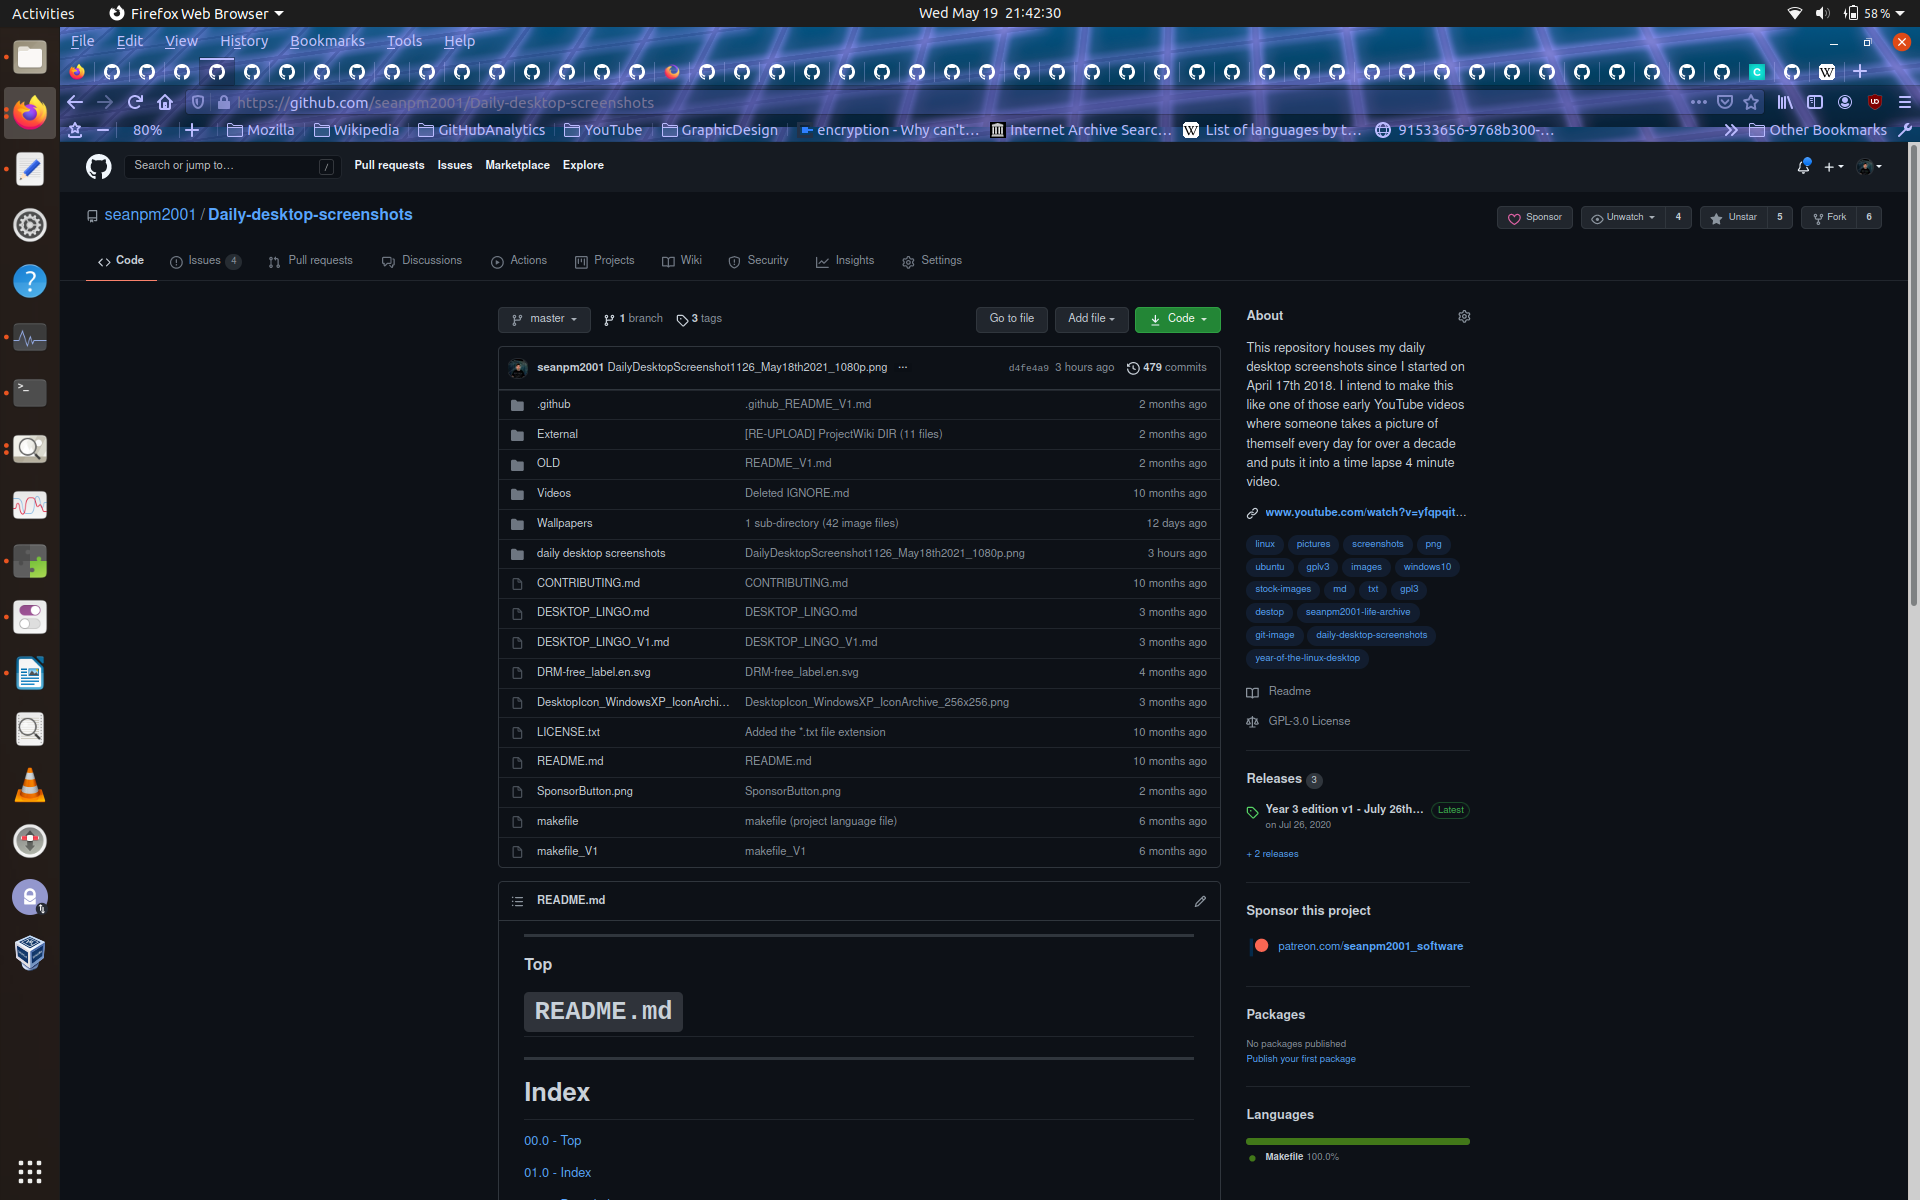 Activities
Firefox Web Browser
Wed May 19 21:42:30
58 %
File Edit View History Bookmarks Tools Help
https://github.com/seanpm2001/Daily-desktop-screenshots
80%
Mozilla
Wikipedia
GitHubAnalytics
YouTube
GraphicDesign
encryption - Why can't…
Internet Archive Searc…
List of languages by t…
91533656-9768b300-…
Other Bookmarks
Search or jump to…
/
Pull requests Issues Marketplace Explore
seanpm2001 / Daily-desktop-screenshots
Sponsor
Unwatch 4
Unstar 5
Fork 6
Code
Issues 4
Pull requests
Discussions
Actions
Projects
Wiki
Security
Insights
Settings
master
1 branch
3 tags
Go to file
Add file
Code
seanpm2001 DailyDesktopScreenshot1126_May18th2021_1080p.png ...
d4fe4a9 3 hours ago
479 commits
.github .github_README_V1.md 2 months ago
External [RE-UPLOAD] ProjectWiki DIR (11 files) 2 months ago
OLD README_V1.md 2 months ago
Videos Deleted IGNORE.md 10 months ago
Wallpapers 1 sub-directory (42 image files) 12 days ago
daily desktop screenshots DailyDesktopScreenshot1126_May18th2021_1080p.png 3 hours ago
CONTRIBUTING.md CONTRIBUTING.md 10 months ago
DESKTOP_LINGO.md DESKTOP_LINGO.md 3 months ago
DESKTOP_LINGO_V1.md DESKTOP_LINGO_V1.md 3 months ago
DRM-free_label.en.svg DRM-free_label.en.svg 4 months ago
DesktopIcon_WindowsXP_IconArchi… DesktopIcon_WindowsXP_IconArchive_256x256.png 3 months ago
LICENSE.txt Added the *.txt file extension 10 months ago
README.md README.md 10 months ago
SponsorButton.png SponsorButton.png 2 months ago
makefile makefile (project language file) 6 months ago
makefile_V1 makefile_V1 6 months ago
README.md
Top
README.md
Index
00.0 - Top
01.0 - Index
About
This repository houses my daily
desktop screenshots since I started on
April 17th 2018. I intend to make this
like one of those early YouTube videos
where someone takes a picture of
themself every day for over a decade
and puts it into a time lapse 4 minute
video.
www.youtube.com/watch?v=yfqpqit…
linux pictures screenshots png
ubuntu gplv3 images windows10
stock-images md txt gpl3
destop seanpm2001-life-archive
git-image daily-desktop-screenshots
year-of-the-linux-desktop
Readme
GPL-3.0 License
Releases 3
Year 3 edition v1 - July 26th… Latest
on Jul 26, 2020
+ 2 releases
Sponsor this project
patreon.com/seanpm2001_software
Packages
No packages published
Publish your first package
Languages
Makefile 100.0%